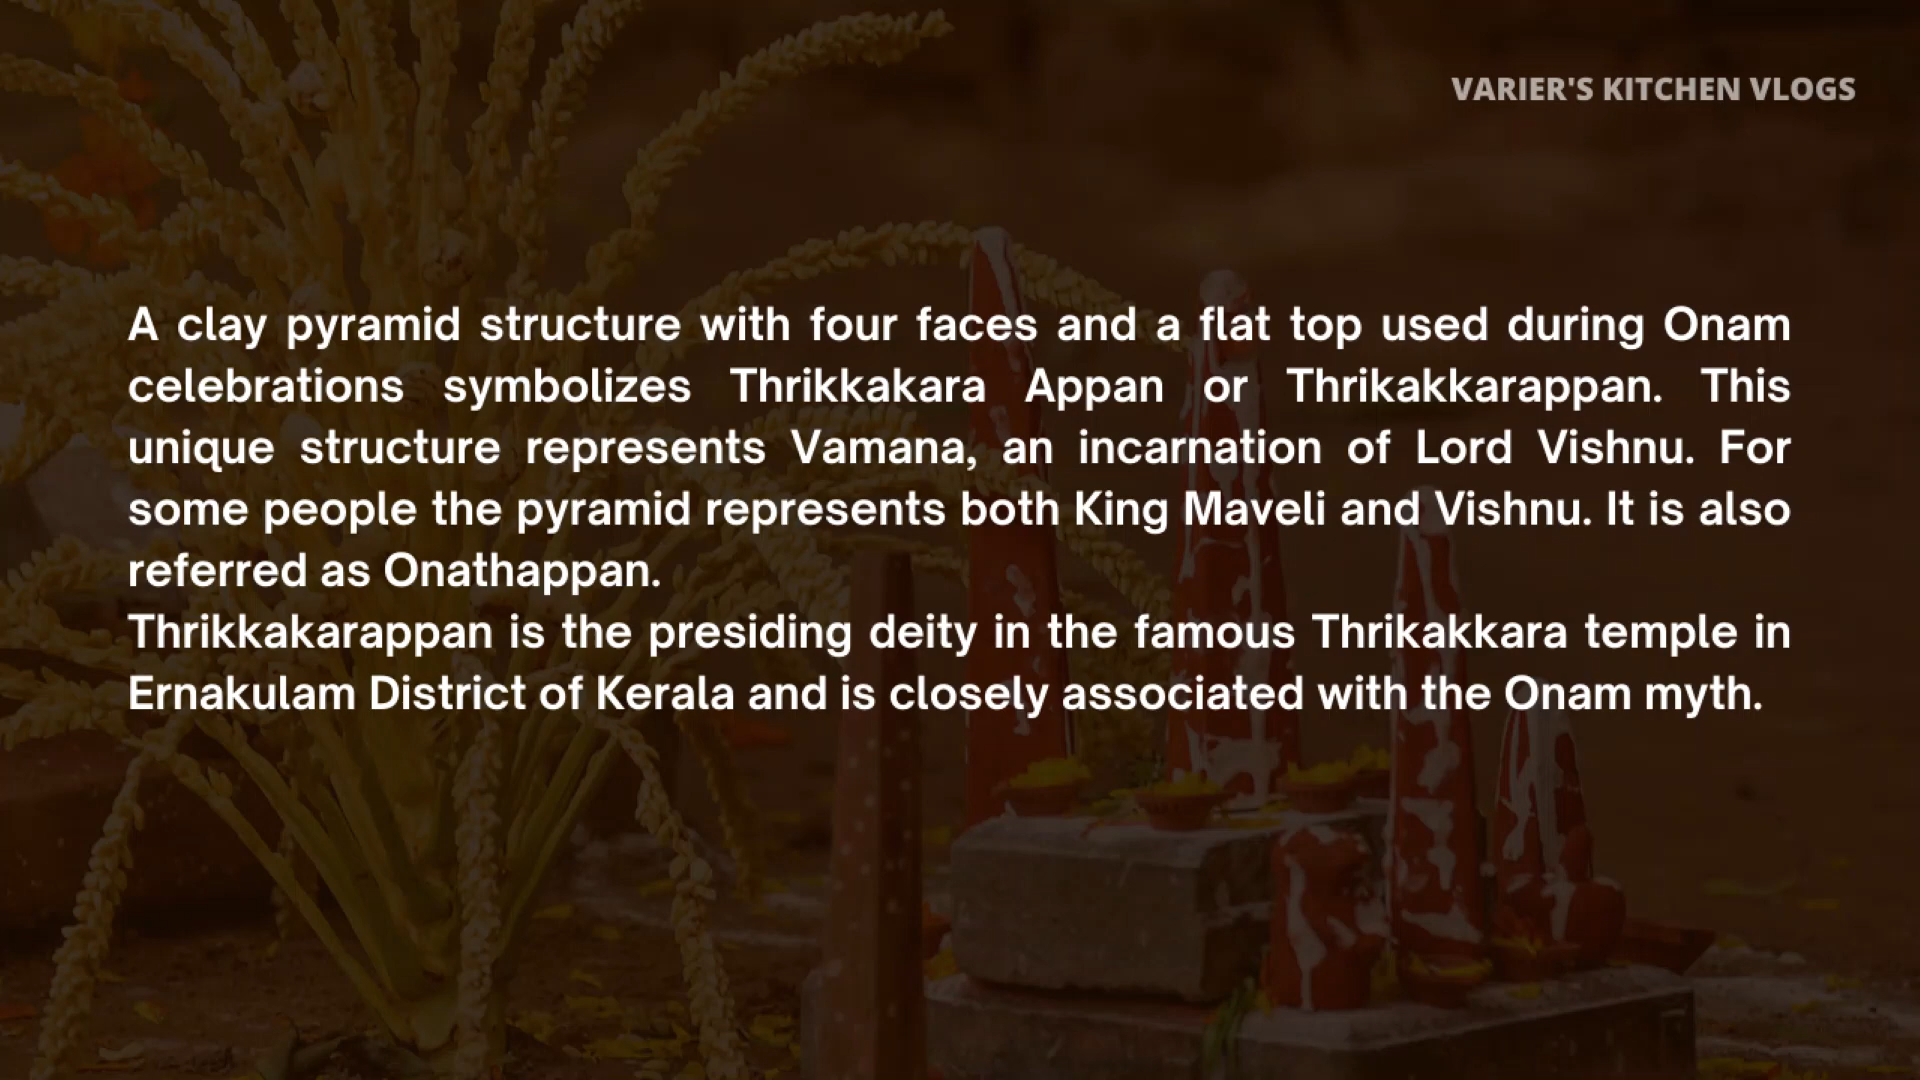 VARIER'S KITCHEN VLOGS
A clay pyramid structure with four faces and a flat top used during Onam
celebrations symbolizes Thrikkakara Appan or Thrikakkarappan. This
unique structure represents Vamana, an incarnation of Lord Vishnu. For
some people the pyramid represents both King Maveli and Vishnu. It is also
referred as Onathappan.
Thrikkakarappan is the presiding deity in the famous Thrikakkara temple in
Ernakulam District of Kerala and is closely associated with the Onam myth.